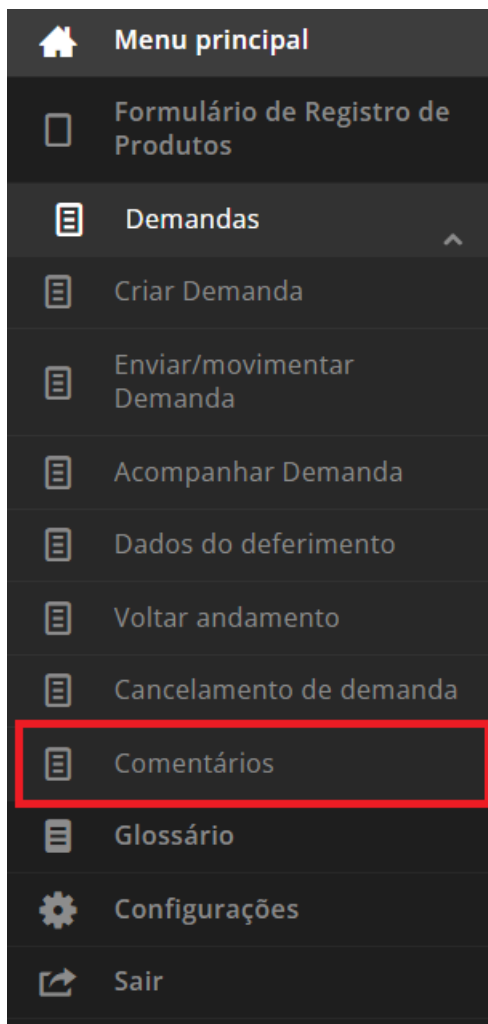 Menu principal
Formulário de Registro de
Produtos
Demandas
Criar Demanda
Enviar/movimentar
Demanda
Acompanhar Demanda
Dados do deferimento
Voltar andamento
Cancelamento de demanda
Comentários
Glossário
Configurações
Sair